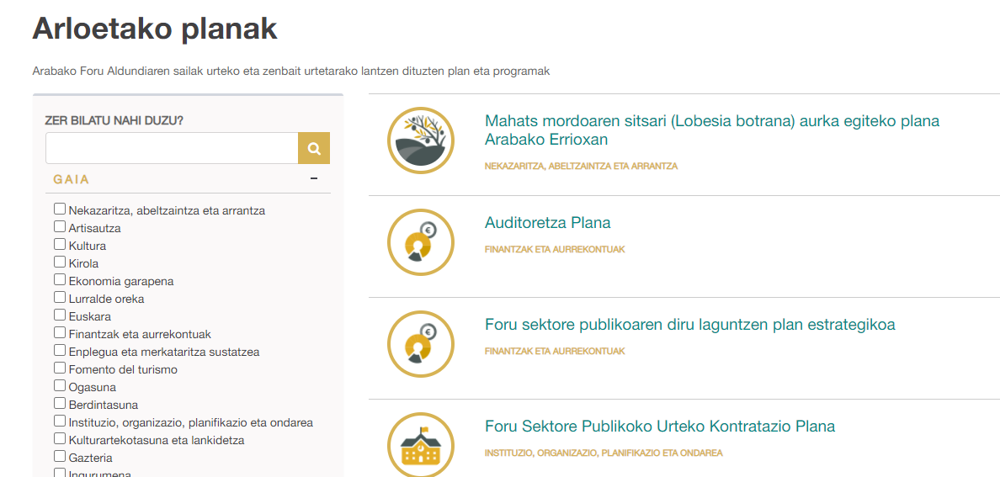 Arloetako planak
Arabako Foru Aldundiaren sailak urteko eta zenbait urtetarako lantzen dituzten plan eta programak
ZER BILATU NAHI DUZU?
GAIA
Nekazaritza, abeltzaintza eta arrantza
Artisautza
Kultura
Kirola
Ekonomia garapena
Lurralde oreka
Euskara
Finantzak eta aurrekontuak
Enplegua eta merkataritza sustatzea
Fomento del turismo
Ogasuna
Berdintasuna
Instituzio, organizazio, planifikazio eta ondarea
Kulturartekotasuna eta lankidetza
Gazteria
Ingurumena
Mahats mordoaren sitsari (Lobesia botrana) aurka egiteko plana
Arabako Errioxan
NEKAZARITZA, ABELTZAINTZA ETA ARRANTZA
Auditoretza Plana
FINANTZAK ETA AURREKONTUAK
Foru sektore publikoaren diru laguntzen plan estrategikoa
FINANTZAK ETA AURREKONTUAK
Foru Sektore Publikoko Urteko Kontratazio Plana
INSTITUZIO, ORGANIZAZIO, PLANIFIKAZIO ETA ONDAREA